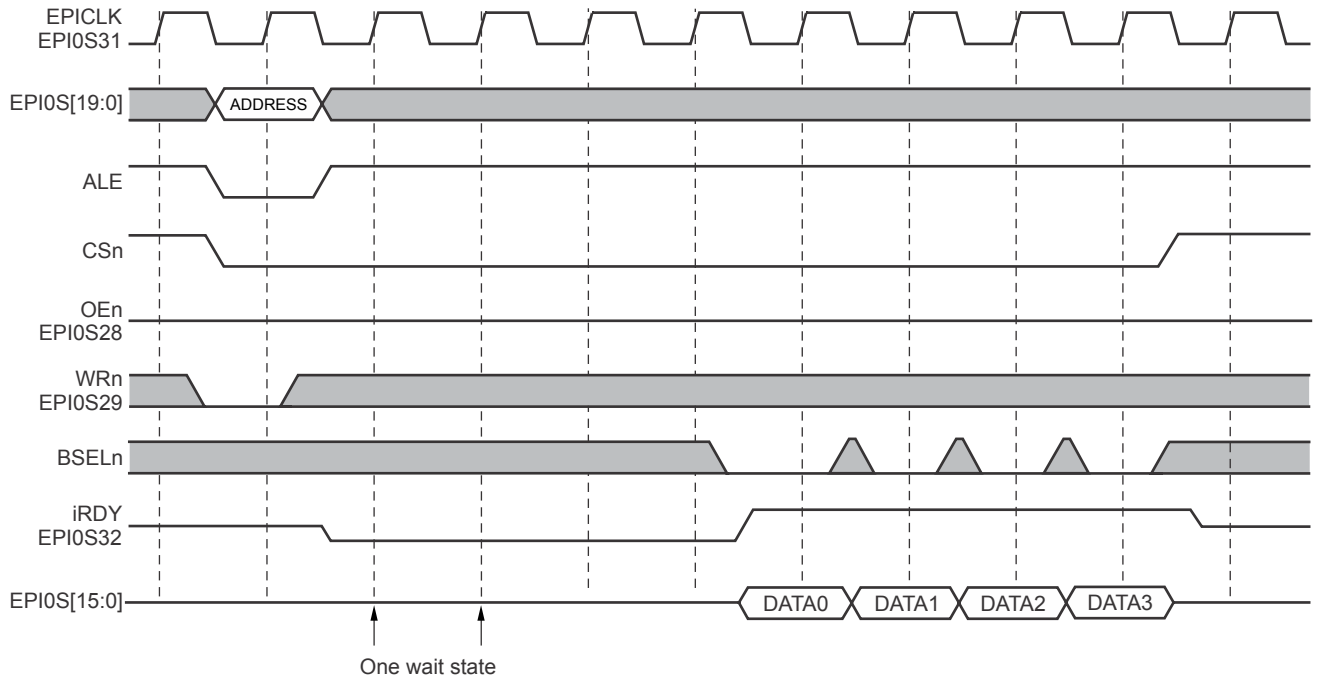 EPICLK
EPI0S31
EPI0S[19:0]
ADDRESS
ALE
CSn
OEn
EPI0S28
WRn
EPI0S29
BSELn
iRDY
EPI0S32
EPI0S[15:0]
DATA0
DATA1
DATA2
DATA3
One wait state